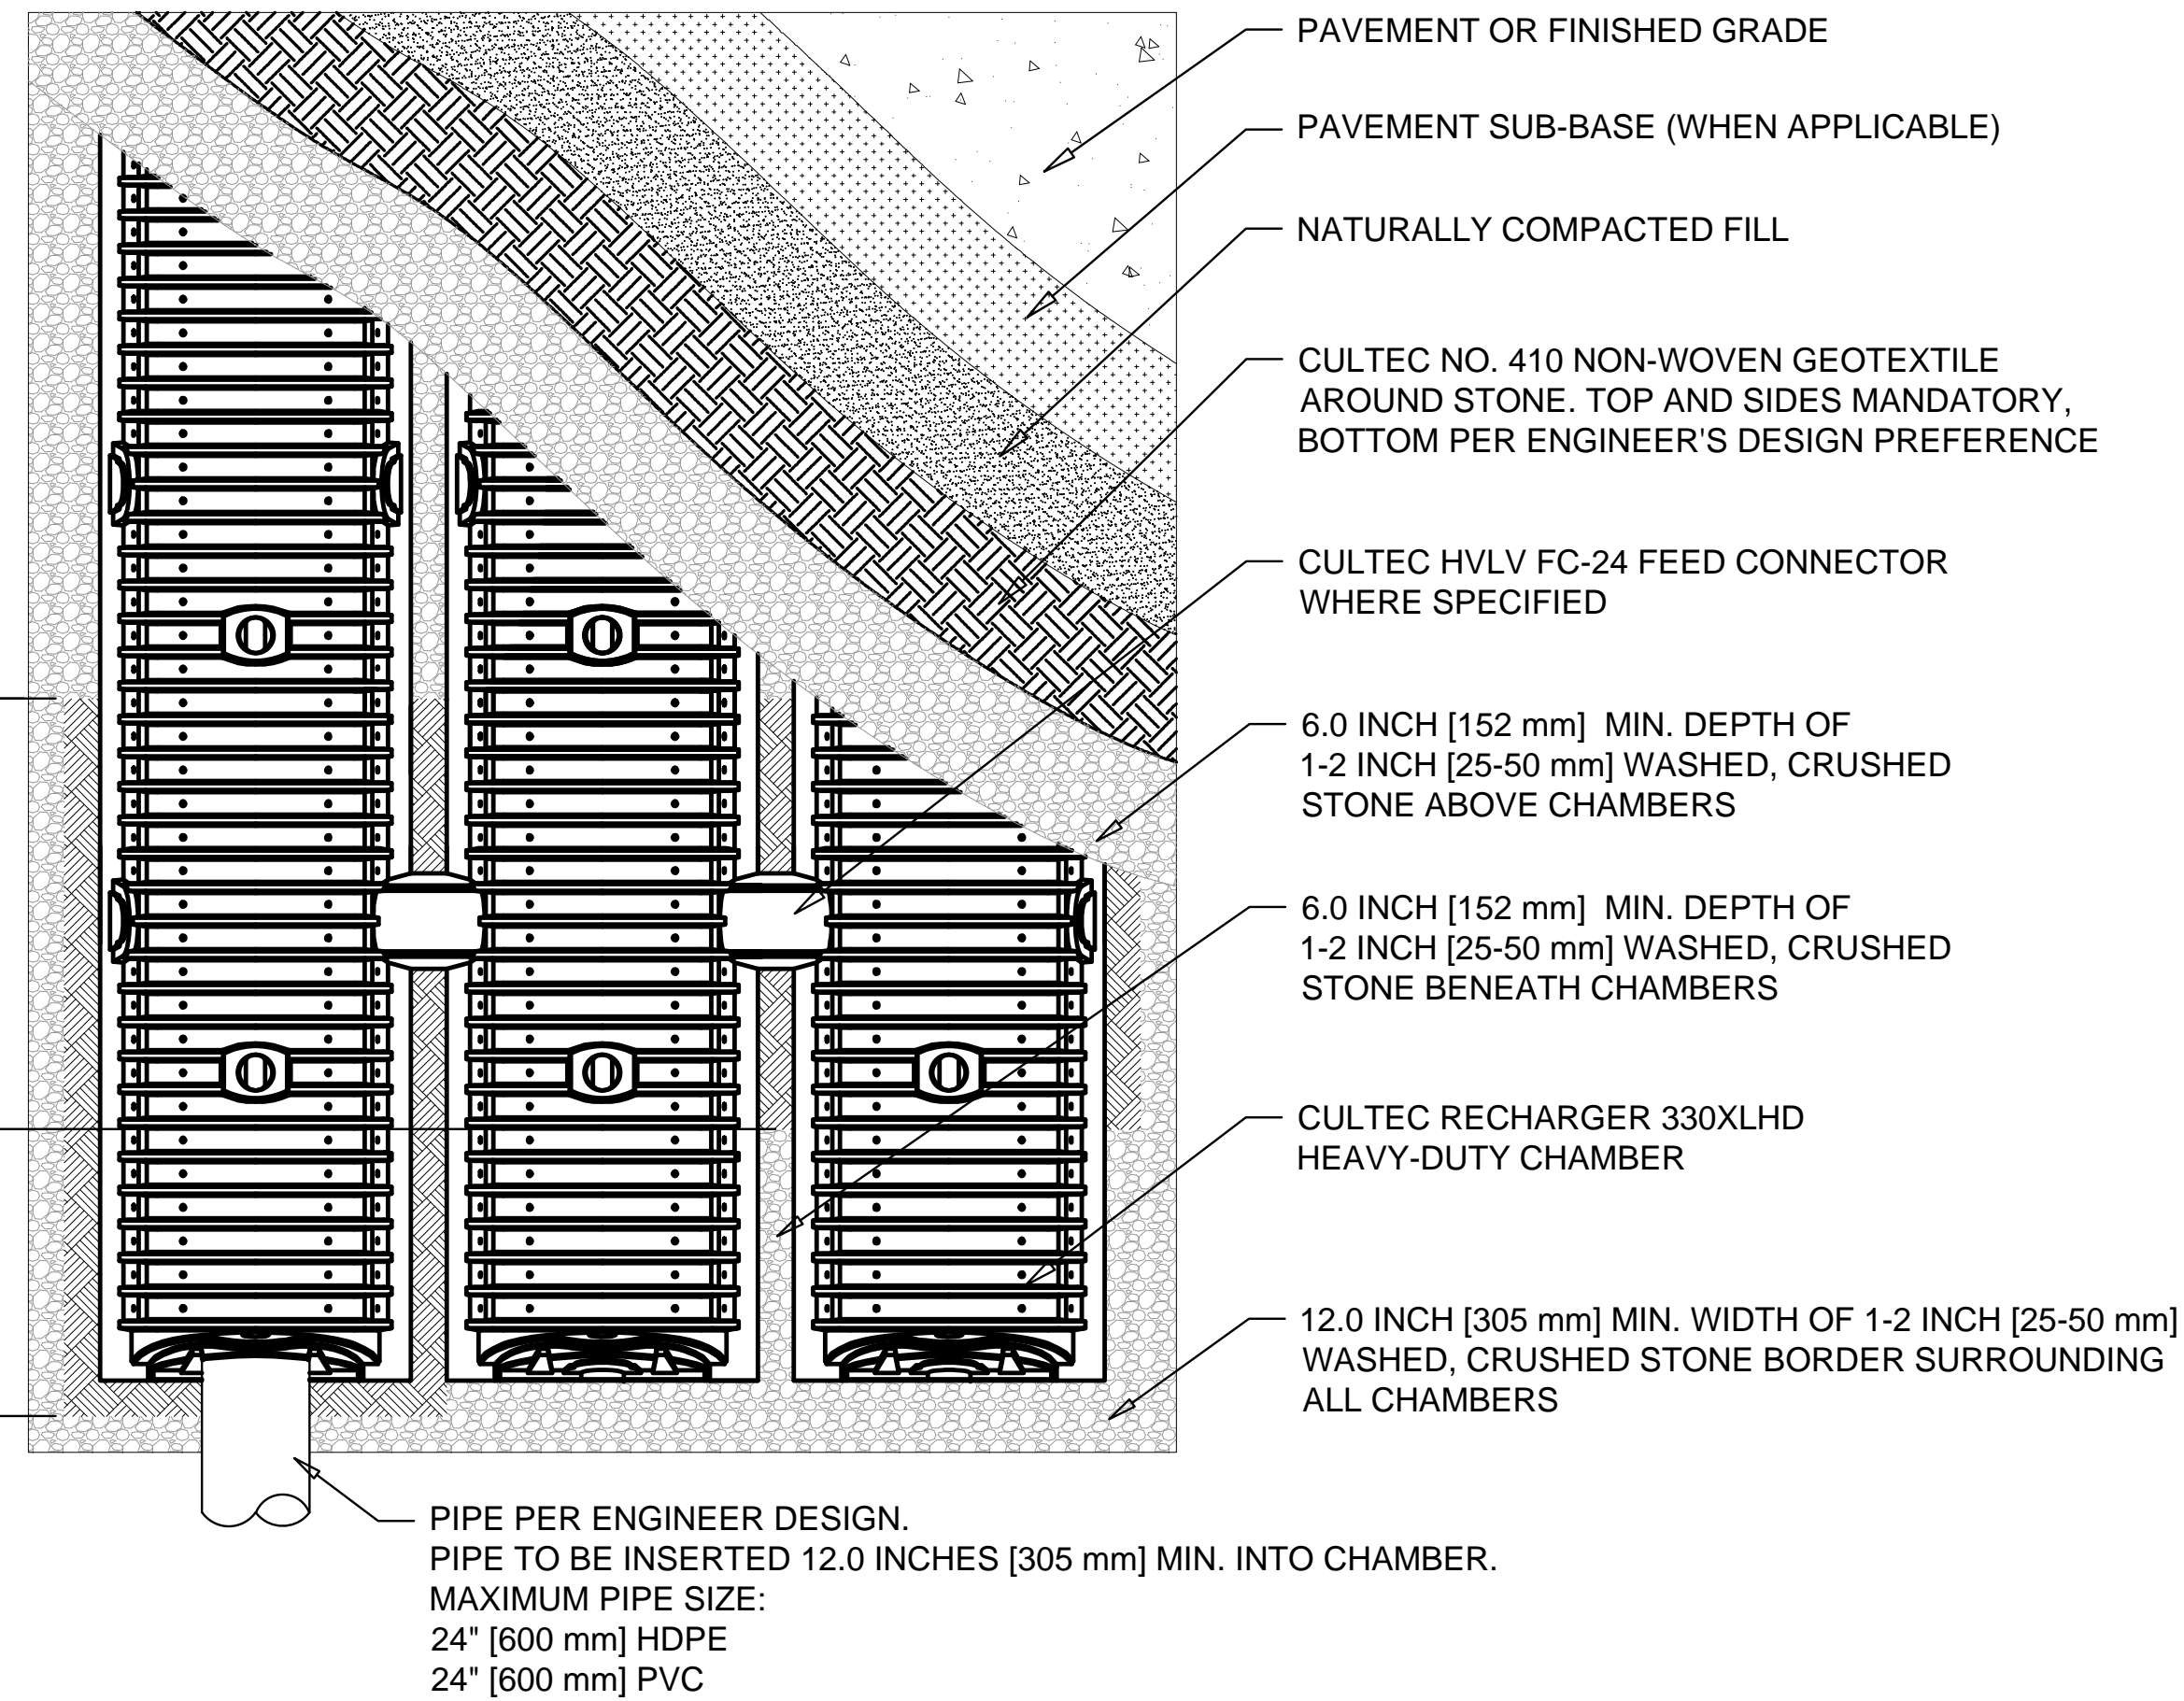 PAVEMENT OR FINISHED GRADE
PAVEMENT SUB-BASE (WHEN APPLICABLE)
NATURALLY COMPACTED FILL
CULTEC NO. 410 NON-WOVEN GEOTEXTILE
AROUND STONE. TOP AND SIDES MANDATORY,
BOTTOM PER ENGINEER'S DESIGN PREFERENCE
CULTEC HVLV FC-24 FEED CONNECTOR
WHERE SPECIFIED
6.0 INCH [152 mm] MIN. DEPTH OF
1-2 INCH [25-50 mm] WASHED, CRUSHED
STONE ABOVE CHAMBERS
6.0 INCH [152 mm] MIN. DEPTH OF
1-2 INCH [25-50 mm] WASHED, CRUSHED
STONE BENEATH CHAMBERS
CULTEC RECHARGER 330XLHD
HEAVY-DUTY CHAMBER
12.0 INCH [305 mm] MIN. WIDTH OF 1-2 INCH [25-50 mm]
WASHED, CRUSHED STONE BORDER SURROUNDING
ALL CHAMBERS
PIPE PER ENGINEER DESIGN.
PIPE TO BE INSERTED 12.0 INCHES [305 mm] MIN. INTO CHAMBER.
MAXIMUM PIPE SIZE:
24" [600 mm] HDPE
24" [600 mm] PVC